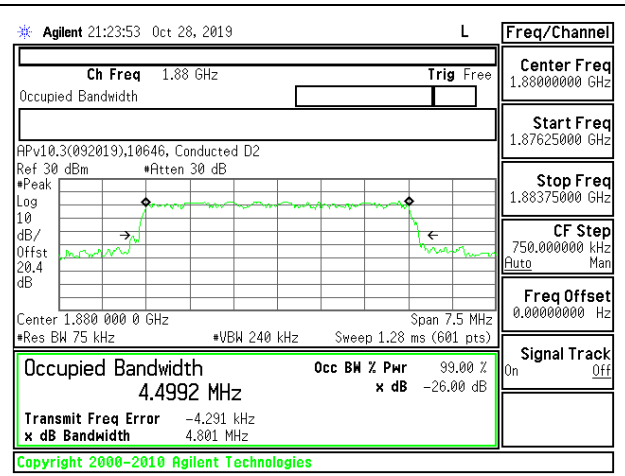 Agilent 21:23:53 Oct 28, 2019 L
Ch Freq 1.88 GHz Trig Free
Occupied Bandwidth
APv10.3(092019),10646, Conducted D2
Ref 30 dBm #Atten 30 dB
#Peak
Log
10
dB/
Offst
20.4
dB
Center 1.880 000 0 GHz Span 7.5 MHz
#Res BW 75 kHz #VBW 240 kHz Sweep 1.28 ms (601 pts)
Occupied Bandwidth Occ BW % Pwr 99.00 %
4.4992 MHz x dB -26.00 dB
Transmit Freq Error -4.291 kHz
x dB Bandwidth 4.801 MHz
Copyright 2000-2010 Agilent Technologies
Freq/Channel
Center Freq
1.88000000 GHz
Start Freq
1.87625000 GHz
Stop Freq
1.88375000 GHz
CF Step
750.000000 kHz
Auto Man
Freq Offset
0.00000000 Hz
Signal Track
On Off